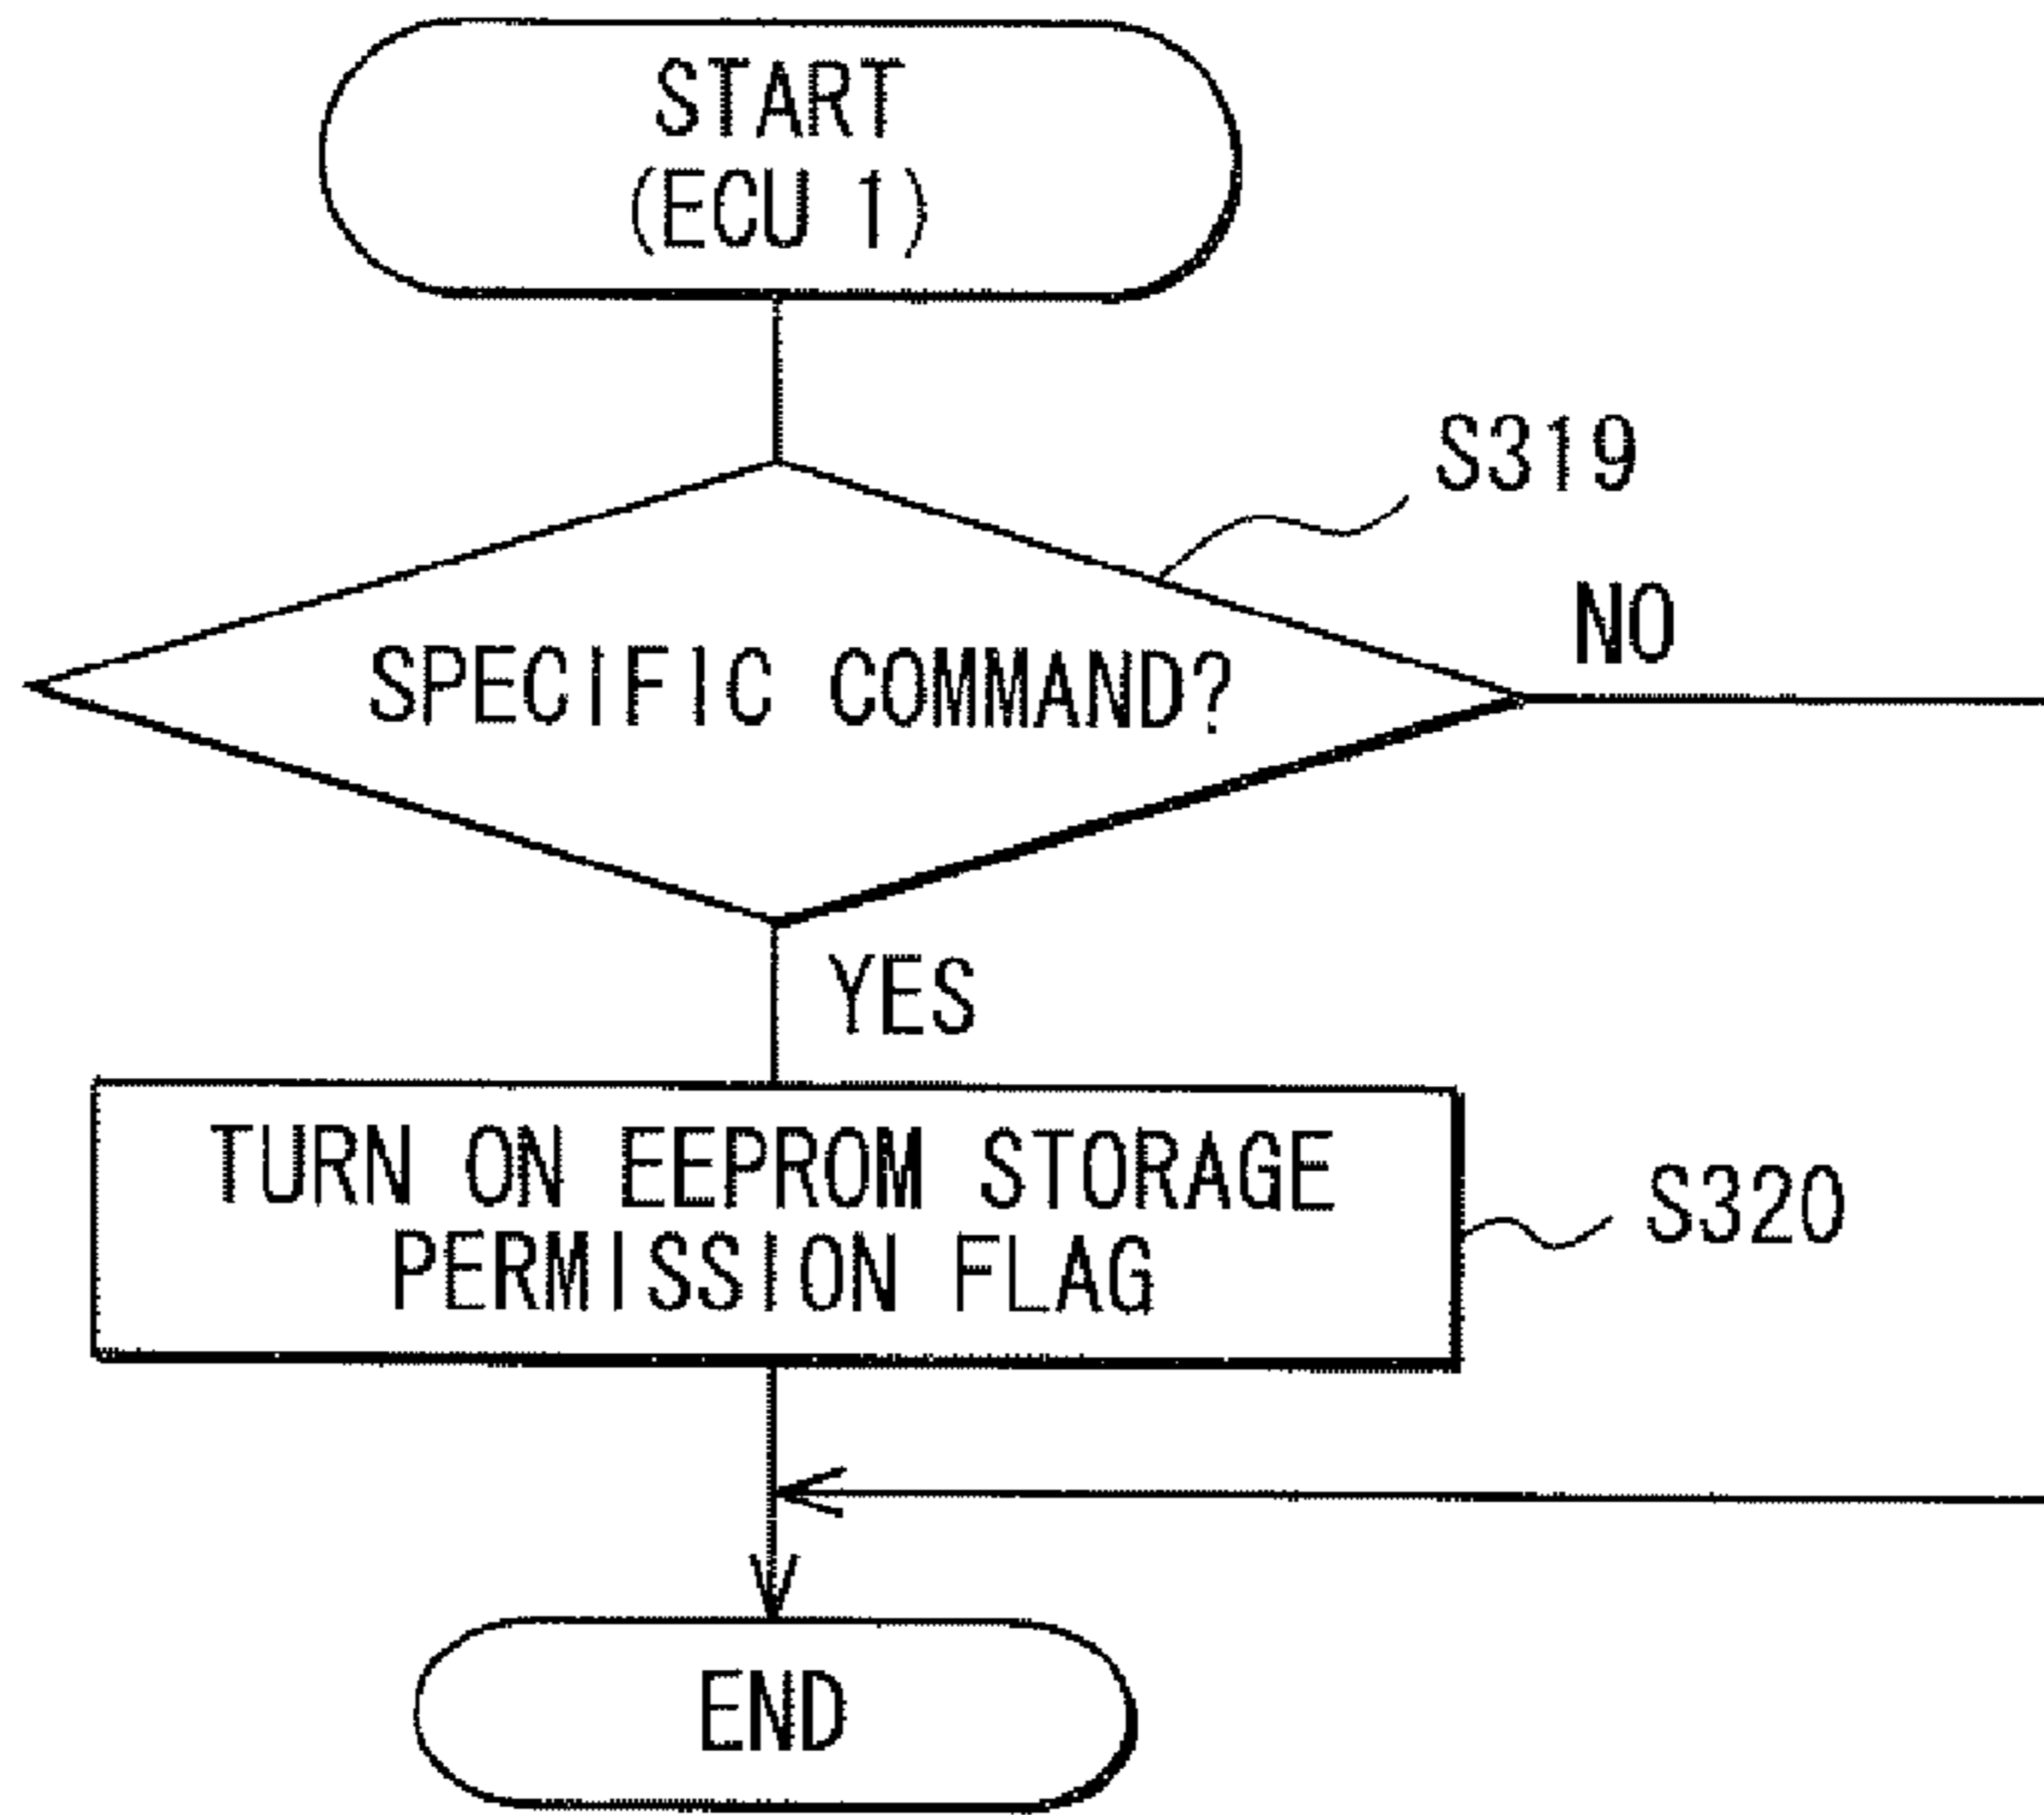 START
(ECU 1)
S319
NO
SPECIFIC COMMAND?
YES
TURN ON EEPROM STORAGE
PERMISSION FLAG
S320
END